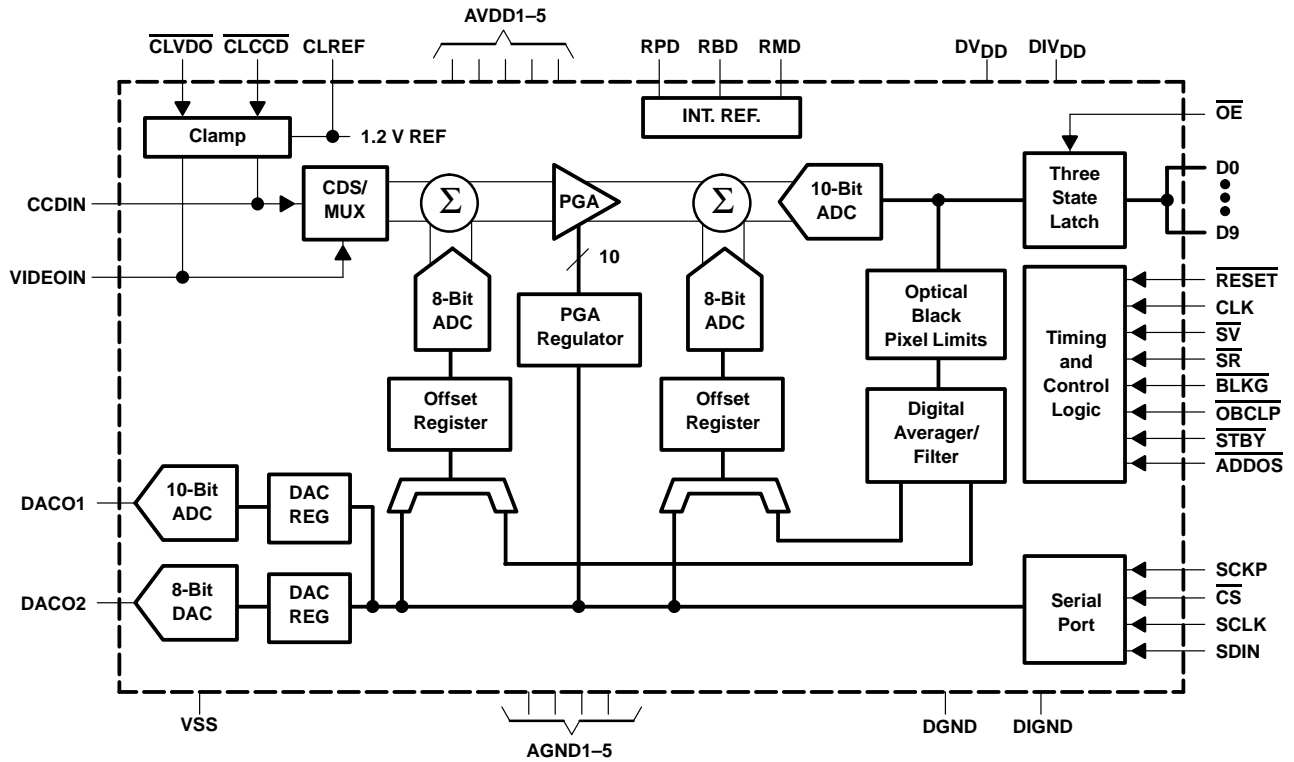 AVDD1–5
CLVDO CLCCD CLREF
RPD RBD RMD
DVDD DIVDD
INT. REF.
OE
Clamp
1.2 V REF
CDS/
MUX
Σ
PGA
Σ
10-Bit
ADC
Three
State
Latch
D0
D9
CCDIN
VIDEOIN
10
8-Bit
ADC
PGA
Regulator
8-Bit
ADC
Optical
Black
Pixel Limits
Timing
and
Control
Logic
RESET
CLK
SV
SR
BLKG
OBCLP
STBY
ADDOS
Offset
Register
Offset
Register
Digital
Averager/
Filter
DACO1
10-Bit
ADC
DAC
REG
DACO2
8-Bit
DAC
DAC
REG
Serial
Port
SCKP
CS
SCLK
SDIN
VSS
AGND1–5
DGND
DIGND